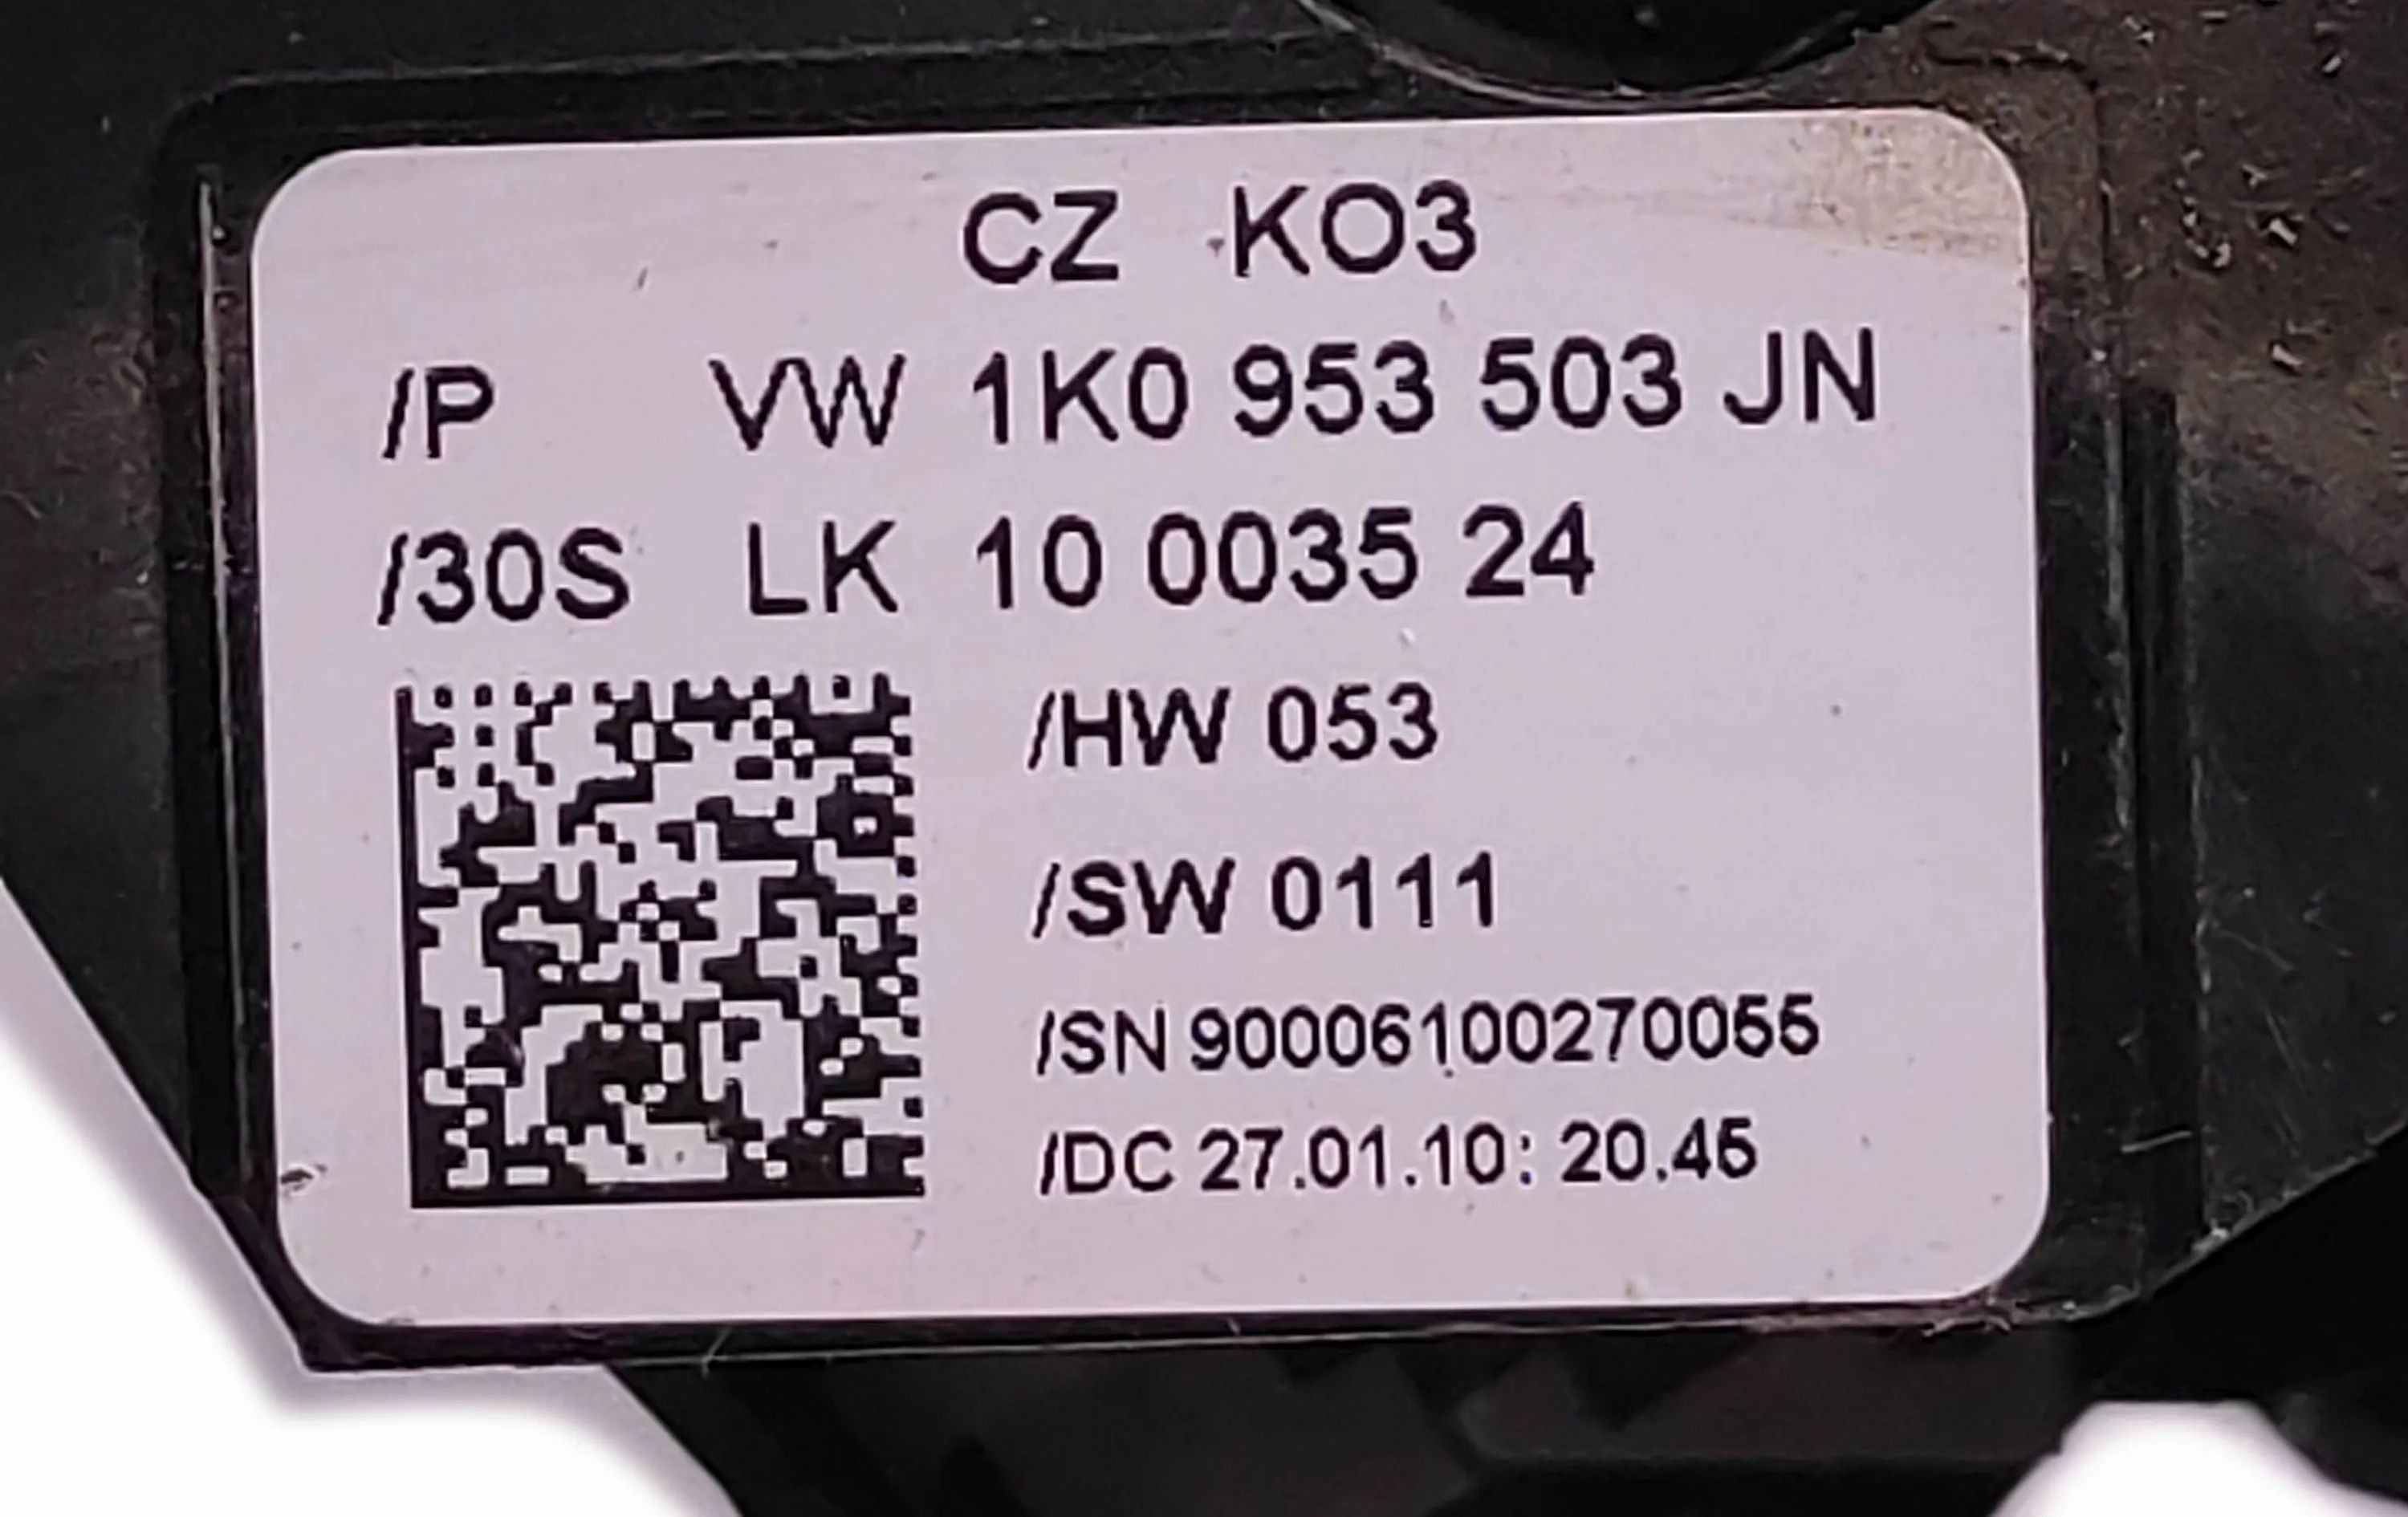 CZ KO3
/P VW 1K0 953 503 JN
/30S LK 10 0035 24
/HW 053
/SW 0111
/SN 90006100270055
/DC 27.01.10: 20.45